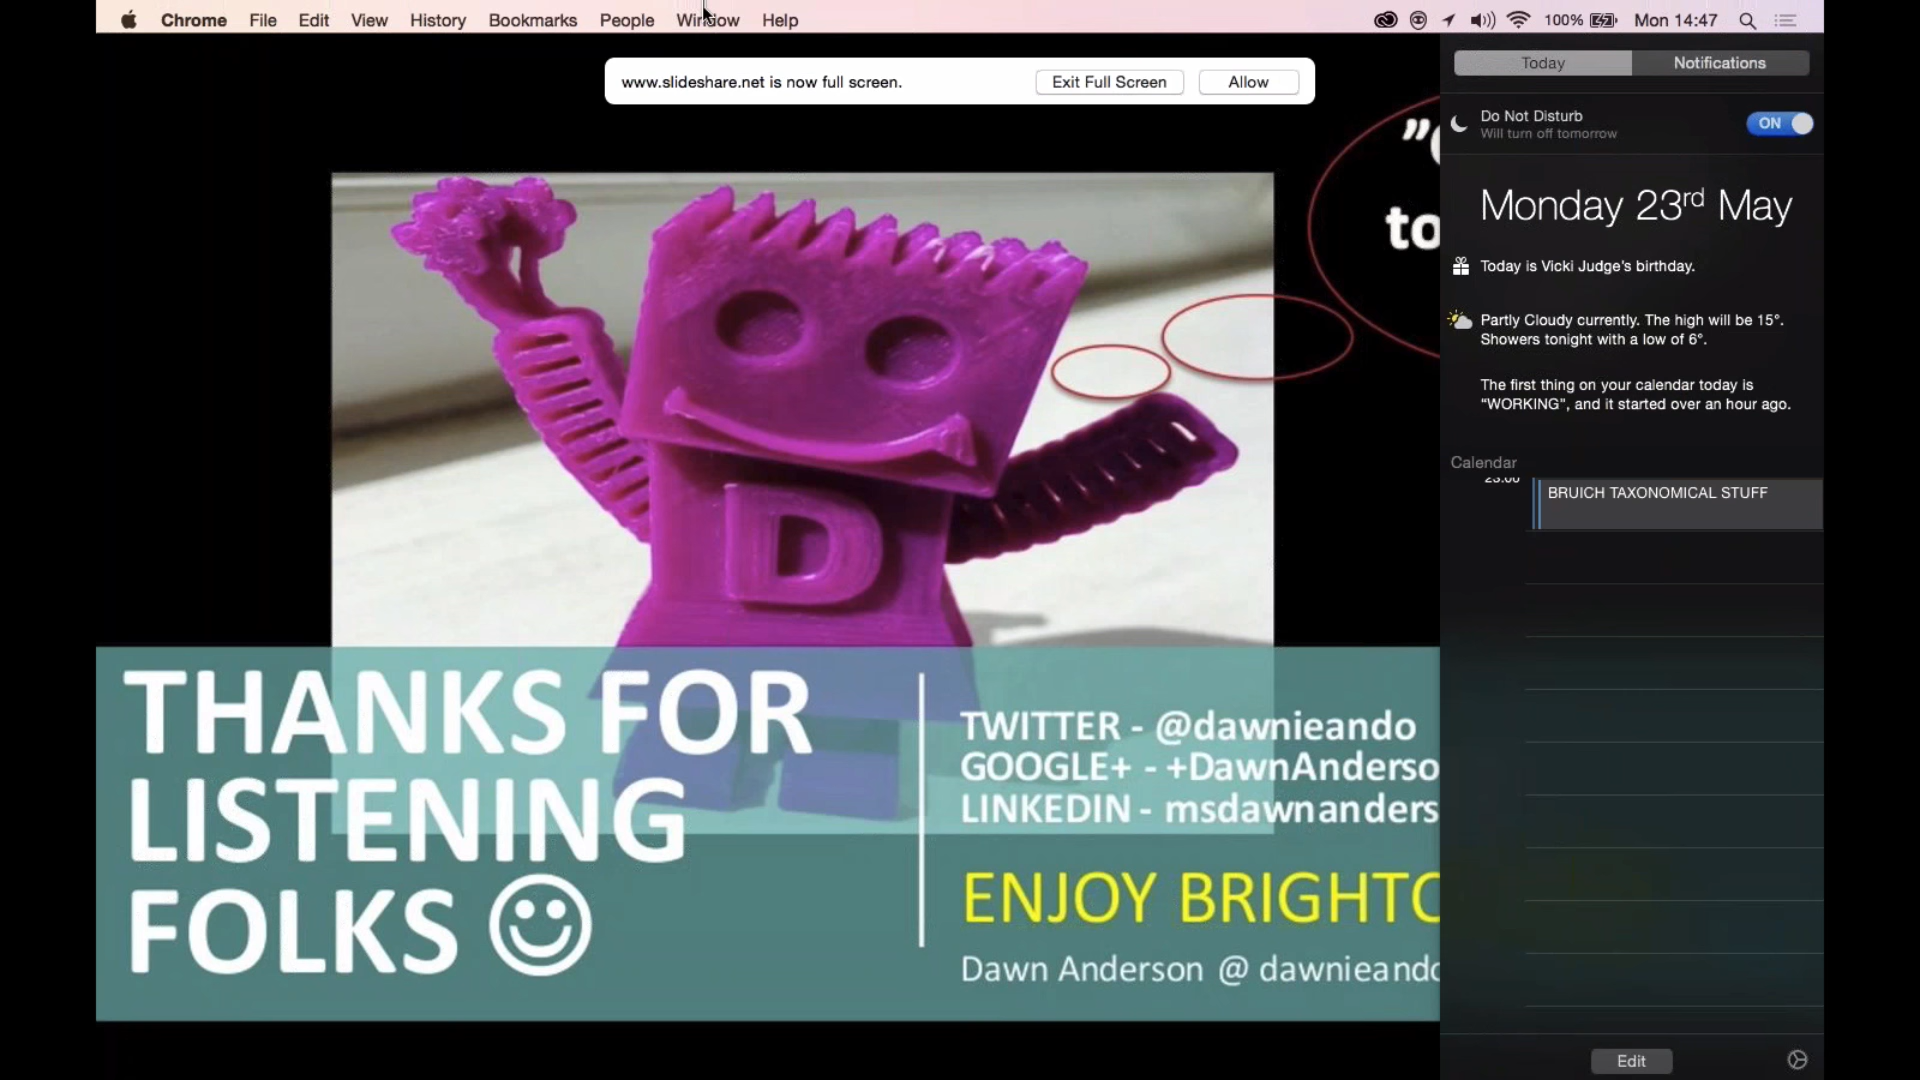 Chrome File Edit View History Bookmarks People Window Help 100% Mon 14:47
www.slideshare.net is now full screen. Exit Full Screen Allow
Today Notifications
Do Not Disturb
Will turn off tomorrow
ON
Monday 23rd May
Today is Vicki Judge's birthday.
Partly Cloudy currently. The high will be 15°.
Showers tonight with a low of 6°.
The first thing on your calendar today is
"WORKING", and it started over an hour ago.
Calendar
23:00
BRUICH TAXONOMICAL STUFF
Edit
to
D
THANKS FOR
LISTENING
FOLKS
TWITTER - @dawnieando
GOOGLE+ - +DawnAnderso
LINKEDIN - msdawnanders
ENJOY BRIGHTO
Dawn Anderson @ dawnieando